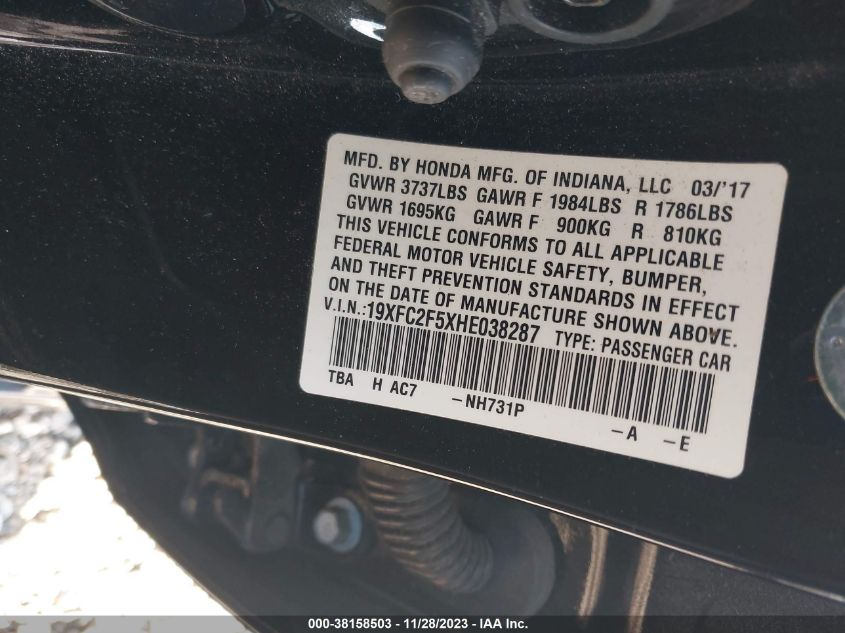 MFD. BY HONDA MFG. OF INDIANA, LLC 03/'17
GVWR 3737LBS GAWR F 1984LBS R 1786LBS
GVWR 1695KG GAWR F 900KG R 810KG
THIS VEHICLE CONFORMS TO ALL APPLICABLE
FEDERAL MOTOR VEHICLE SAFETY, BUMPER,
AND THEFT PREVENTION STANDARDS IN EFFECT
ON THE DATE OF MANUFACTURE SHOWN ABOVE.
V.I.N.:19XFC2F5XHE038287 TYPE: PASSENGER CAR
TBA H AC7 -NH731P -A -E
000-38158503 - 11/28/2023 - IAA Inc.